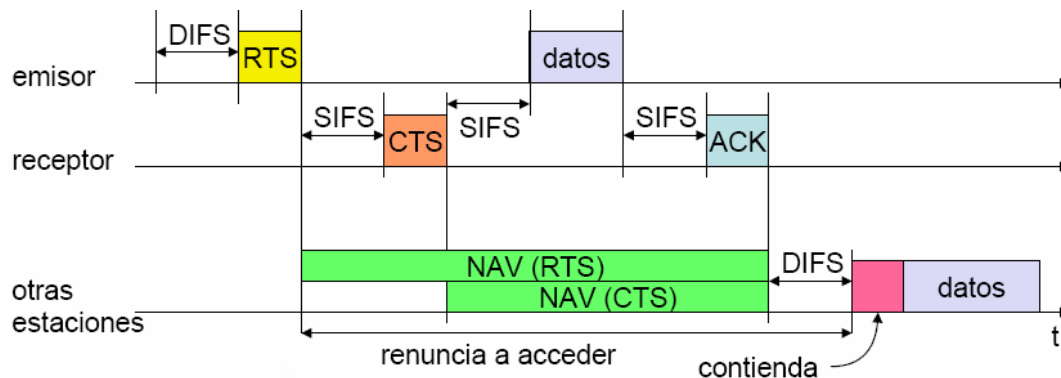 DIFS
RTS
datos
emisor
SIFS
CTS
SIFS
SIFS
ACK
receptor
NAV (RTS)
DIFS
NAV (CTS)
datos
otras
estaciones
t
renuncia a acceder
contienda